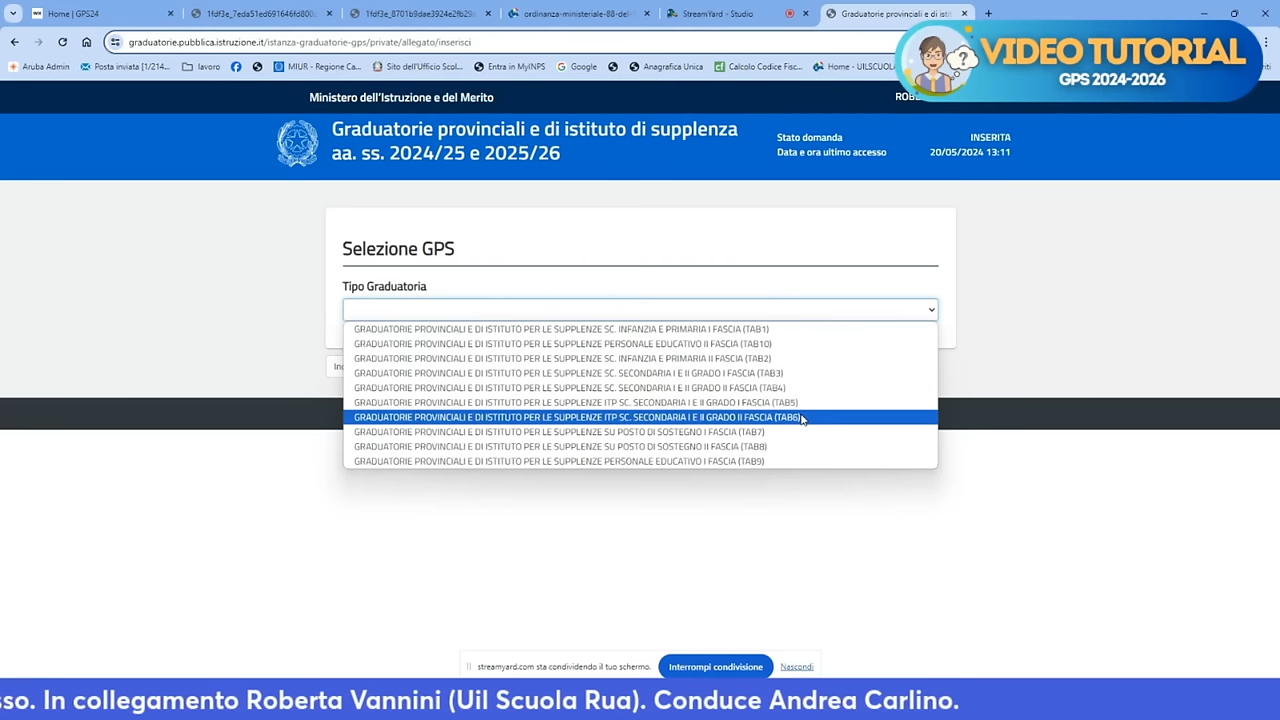 Home | GPS24
1fdf3e_7eda51ed691646fd800
1fdf3e_8701b9dae3924e2fb29
ordinanza-ministeriale-88-del-
StreamYard - Studio
Graduatorie provinciali e di isti
graduatorie.pubblica.istruzione.it/istanza-graduatorie-gps/private/allegato/inserisci
VIDEO TUTORIAL
GPS 2024-2026
Aruba Admin
Posta inviata [1/214...
lavoro
MIUR - Regione Ca...
Sito dell'Ufficio Scol...
Entra in MyINPS
Google
Anagrafica Unica
Calcolo Codice Fisc...
Home - UILSCUOLA
Ministero dell'Istruzione e del Merito
Graduatorie provinciali e di istituto di supplenza
aa. ss. 2024/25 e 2025/26
Stato domanda INSERITA
Data e ora ultimo accesso 20/05/2024 13:11
Selezione GPS
Tipo Graduatoria
GRADUATORIE PROVINCIALI E DI ISTITUTO PER LE SUPPLENZE SC. INFANZIA E PRIMARIA I FASCIA (TAB1)
GRADUATORIE PROVINCIALI E DI ISTITUTO PER LE SUPPLENZE PERSONALE EDUCATIVO II FASCIA (TAB10)
GRADUATORIE PROVINCIALI E DI ISTITUTO PER LE SUPPLENZE SC. INFANZIA E PRIMARIA II FASCIA (TAB2)
GRADUATORIE PROVINCIALI E DI ISTITUTO PER LE SUPPLENZE SC. SECONDARIA I E II GRADO I FASCIA (TAB3)
GRADUATORIE PROVINCIALI E DI ISTITUTO PER LE SUPPLENZE SC. SECONDARIA I E II GRADO II FASCIA (TAB4)
GRADUATORIE PROVINCIALI E DI ISTITUTO PER LE SUPPLENZE ITP SC. SECONDARIA I E II GRADO I FASCIA (TAB5)
GRADUATORIE PROVINCIALI E DI ISTITUTO PER LE SUPPLENZE ITP SC. SECONDARIA I E II GRADO II FASCIA (TAB6)
GRADUATORIE PROVINCIALI E DI ISTITUTO PER LE SUPPLENZE SU POSTO DI SOSTEGNO I FASCIA (TAB7)
GRADUATORIE PROVINCIALI E DI ISTITUTO PER LE SUPPLENZE SU POSTO DI SOSTEGNO II FASCIA (TAB8)
GRADUATORIE PROVINCIALI E DI ISTITUTO PER LE SUPPLENZE PERSONALE EDUCATIVO I FASCIA (TAB9)
streamyard.com sta condividendo il tuo schermo.
Interrompi condivisione
Nascondi
sso. In collegamento Roberta Vannini (Uil Scuola Rua). Conduce Andrea Carlino.